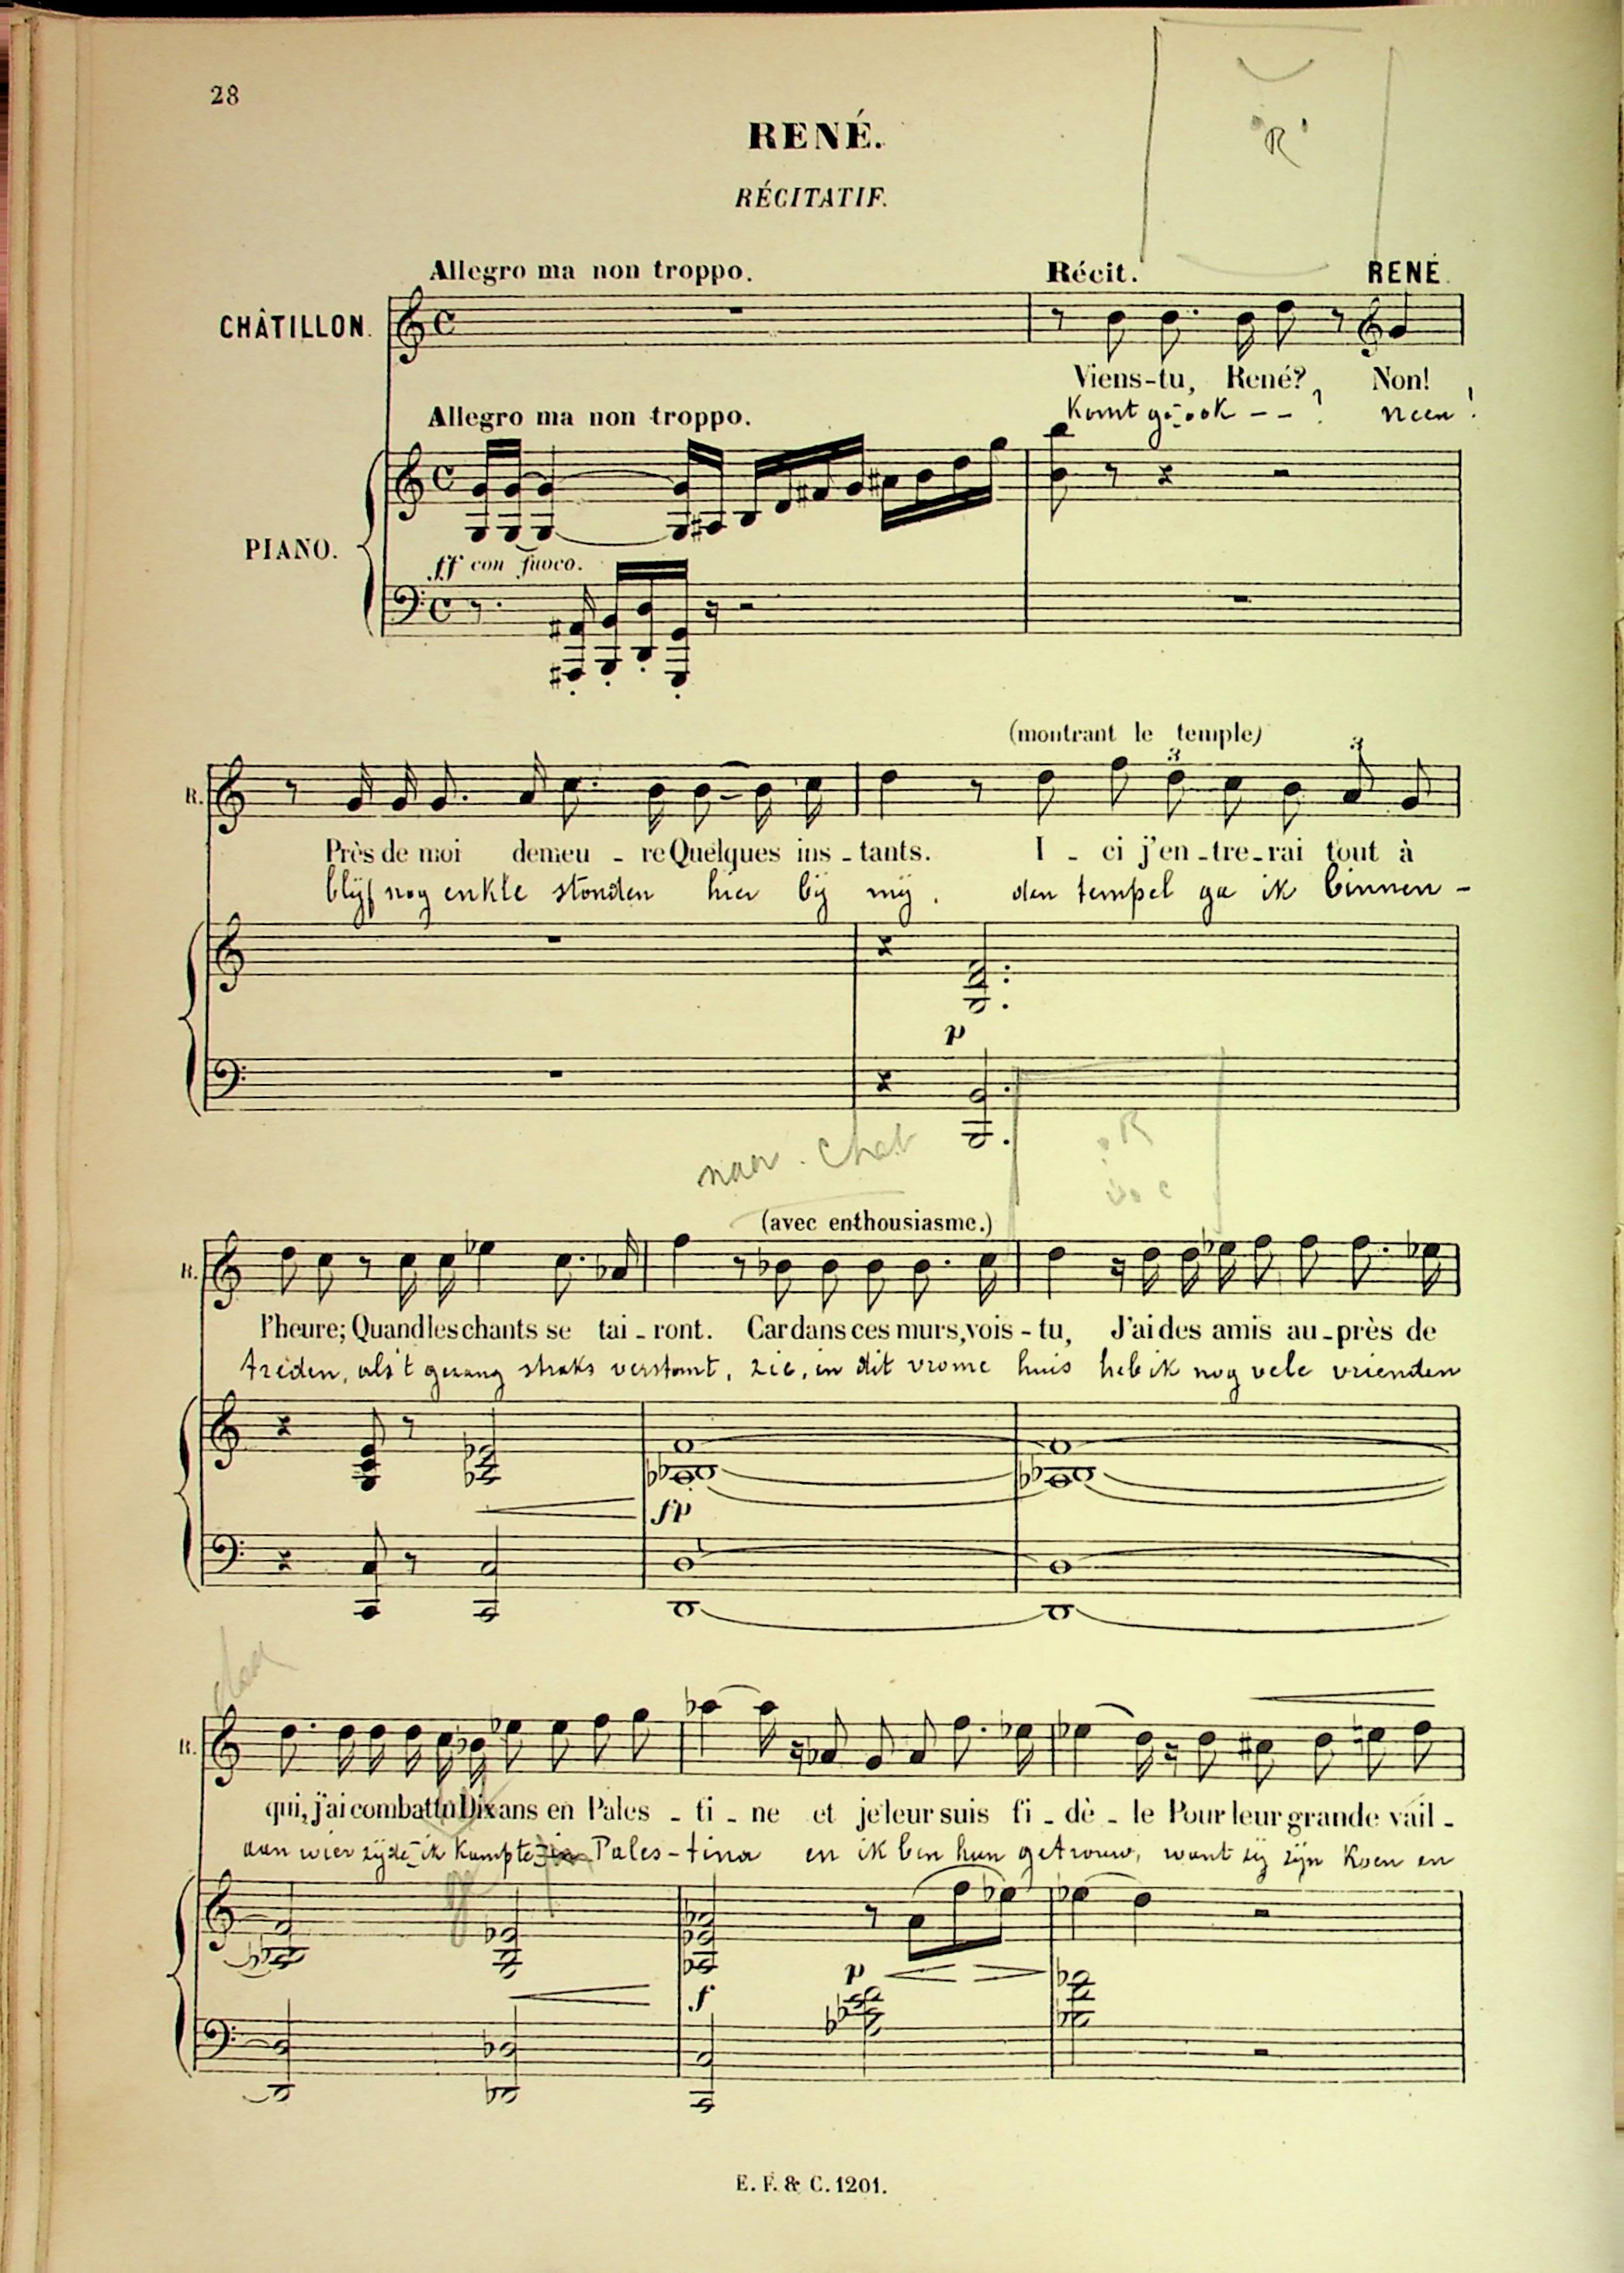 28
R
RENÉ.
RÉCITATIF.
Allegro ma non troppo. Récit. RENÉ.
CHÂTILLON.
Viens-tu, René? Non!
Komt gij ook -- ? neen!
Allegro ma non troppo.
PIANO.
ff con fuoco.
(montrant le temple)
R.
3 3
Près de moi demeu - re Quelques ins - tants. I - ci j'en - tre - rai tout à
blijf nog enkle stonden hier bij mij. den tempel ga ik binnen -
p
naar Chat
R
(avec enthousiasme.)
R.
l'heure; Quand les chants se tai - ront. Car dans ces murs, vois - tu, J'ai des amis au - près de
treden, als 't gezang straks verstomt, zie, in dit vrome huis heb ik nog vele vrienden
fp
R.
qui, j'ai combattu Dix ans en Pales - ti - ne et je leur suis fi - dè - le Pour leur grande vail -
aan wier zijde ik kampte in Pales - tina en ik ben hun getrouw, want zij zijn koen en
p
f
E. F. & C. 1201.